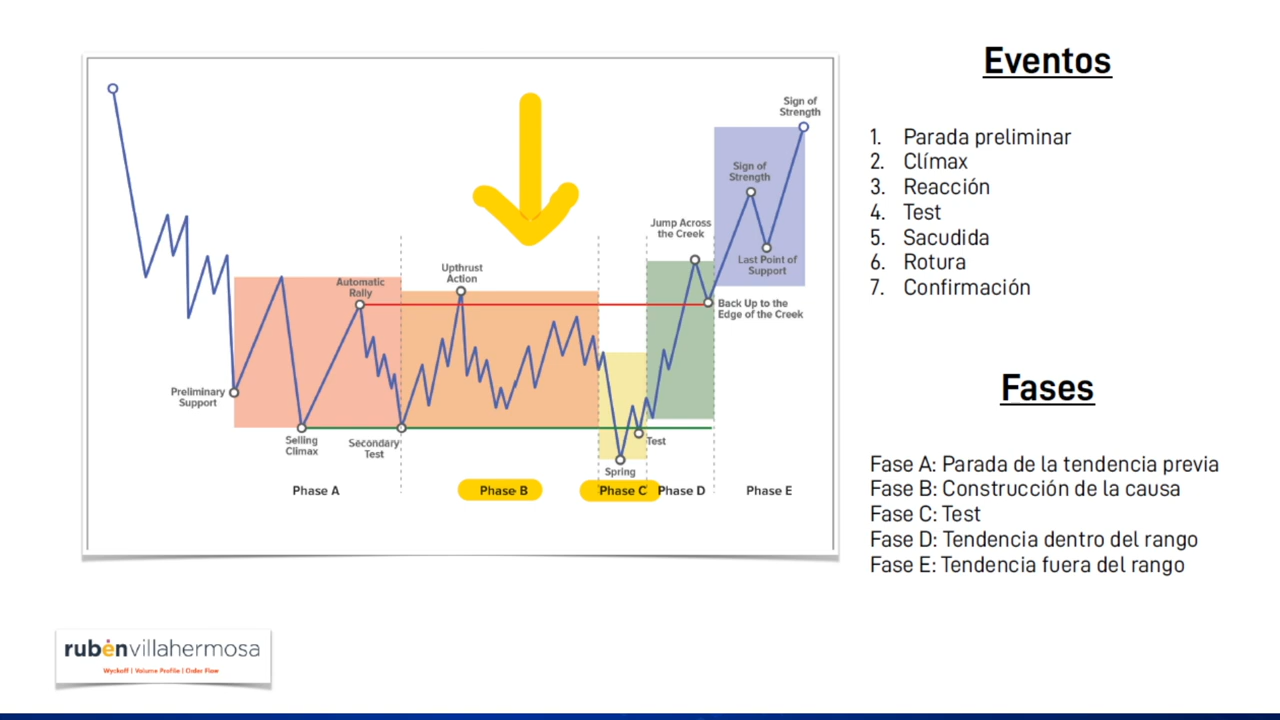 Sign of
Strength
Sign of
Strength
Jump Across
the Creek
Last Point of
Support
Upthrust
Action
Automatic
Rally
Back Up to the
Edge of the Creek
Preliminary
Support
Selling
Climax
Secondary
Test
Test
Spring
Phase A
Phase B
Phase C
Phase D
Phase E
Eventos
1. Parada preliminar
2. Clímax
3. Reacción
4. Test
5. Sacudida
6. Rotura
7. Confirmación
Fases
Fase A: Parada de la tendencia previa
Fase B: Construcción de la causa
Fase C: Test
Fase D: Tendencia dentro del rango
Fase E: Tendencia fuera del rango
rubenvillahermosa
Wyckoff | Volume Profile | Order Flow